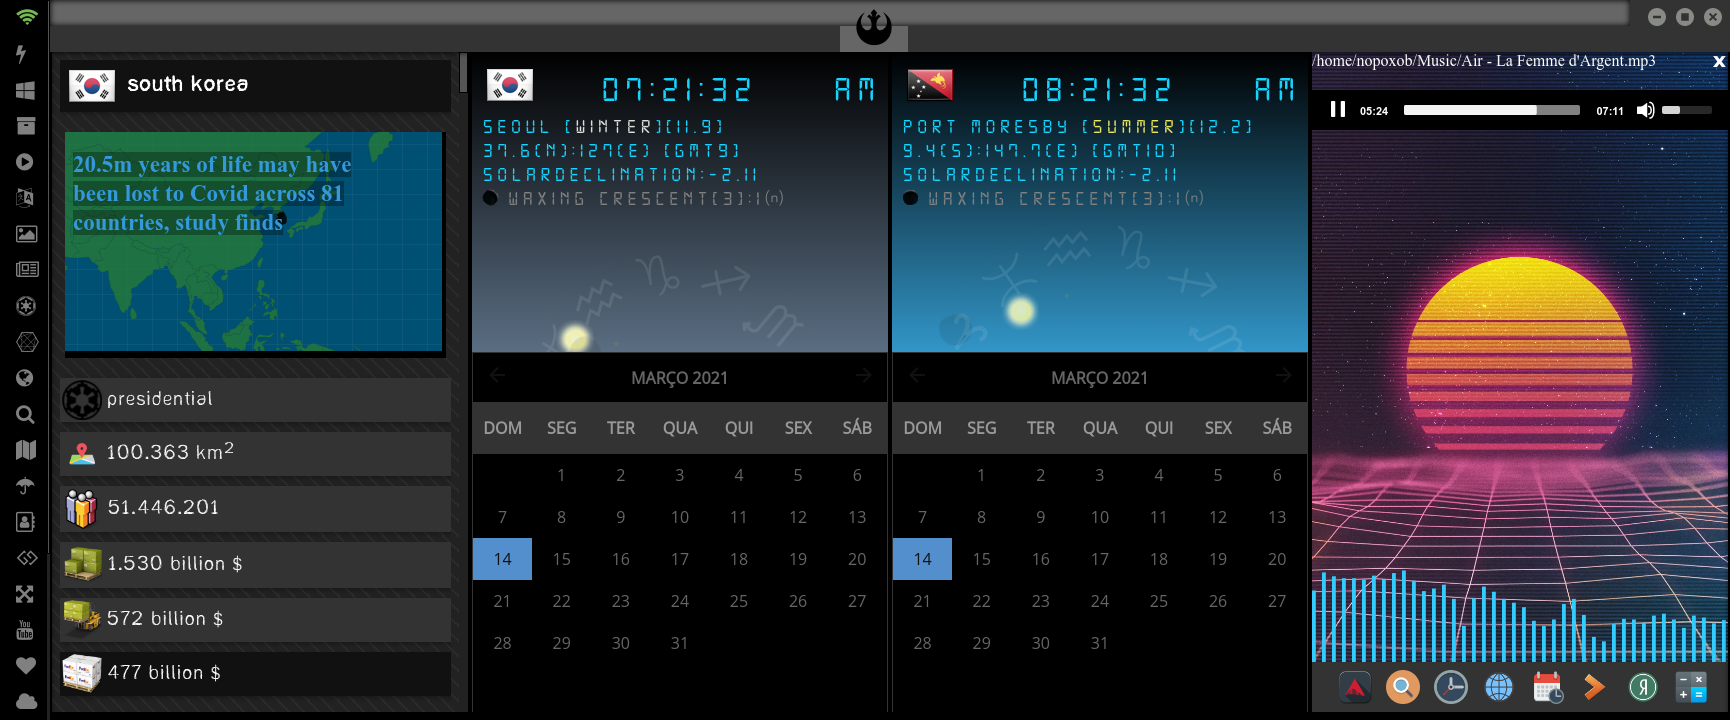 south korea
20.5m years of life may have
been lost to Covid across 81
countries, study finds
presidential
100.363 km²
51.446.201
1.530 billion $
572 billion $
477 billion $
07:21:32 AM
SEOUL [WINTER][11.9]
37.6(N):127(E) [GMT9]
SOLARDECLINATION:-2.11
WAXING CRESCENT[3]:1(n)
MARÇO 2021
DOM SEG TER QUA QUI SEX SÁB
1 2 3 4 5 6
7 8 9 10 11 12 13
14 15 16 17 18 19 20
21 22 23 24 25 26 27
28 29 30 31
08:21:32 AM
PORT MORESBY [SUMMER][12.2]
9.4(S):147.7(E) [GMT10]
SOLARDECLINATION:-2.11
WAXING CRESCENT[3]:1(n)
MARÇO 2021
DOM SEG TER QUA QUI SEX SÁB
1 2 3 4 5 6
7 8 9 10 11 12 13
14 15 16 17 18 19 20
21 22 23 24 25 26 27
28 29 30 31
/home/nopoxob/Music/Air - La Femme d'Argent.mp3 x
05:24 07:11
You
Tube
Я